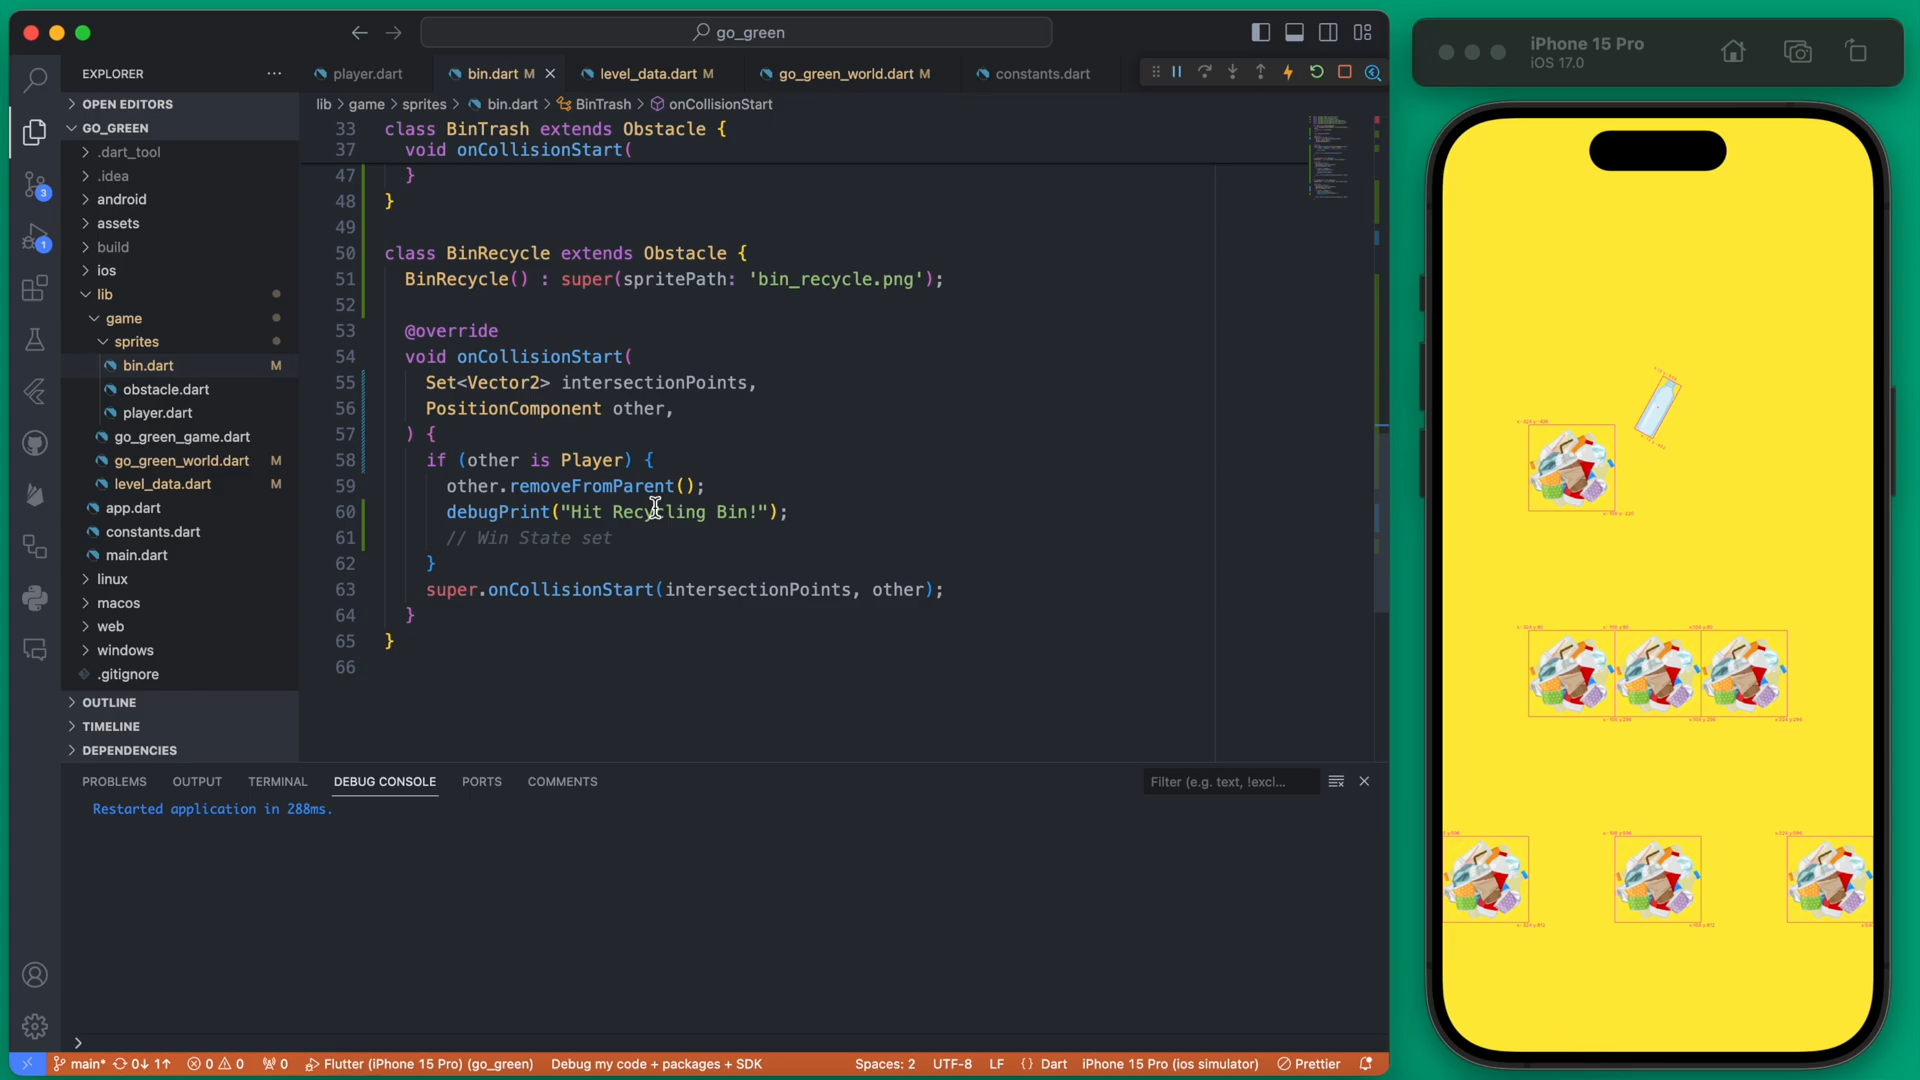 go_green
EXPLORER
OPEN EDITORS
GO_GREEN
.dart_tool
.idea
android
assets
build
ios
lib
game
sprites
bin.dart M
obstacle.dart
player.dart
go_green_game.dart
go_green_world.dart M
level_data.dart M
app.dart
constants.dart
main.dart
linux
macos
web
windows
.gitignore
OUTLINE
TIMELINE
DEPENDENCIES
3
1
player.dart bin.dart M level_data.dart M go_green_world.dart M constants.dart
lib > game > sprites > bin.dart > BinTrash > onCollisionStart
33 class BinTrash extends Obstacle {
37 void onCollisionStart(
47 }
48 }
49
50 class BinRecycle extends Obstacle {
51 BinRecycle() : super(spritePath: 'bin_recycle.png');
52
53 @override
54 void onCollisionStart(
55 Set<Vector2> intersectionPoints,
56 PositionComponent other,
57 ) {
58 if (other is Player) {
59 other.removeFromParent();
60 debugPrint("Hit Recycling Bin!");
61 // Win State set
62 }
63 super.onCollisionStart(intersectionPoints, other);
64 }
65 }
66
PROBLEMS OUTPUT TERMINAL DEBUG CONSOLE PORTS COMMENTS
Filter (e.g. text, !excl...
Restarted application in 288ms.
main* 0↓ 1↑ 0 0 0 Flutter (iPhone 15 Pro) (go_green) Debug my code + packages + SDK Spaces: 2 UTF-8 LF { } Dart iPhone 15 Pro (ios simulator) Prettier
iPhone 15 Pro
iOS 17.0